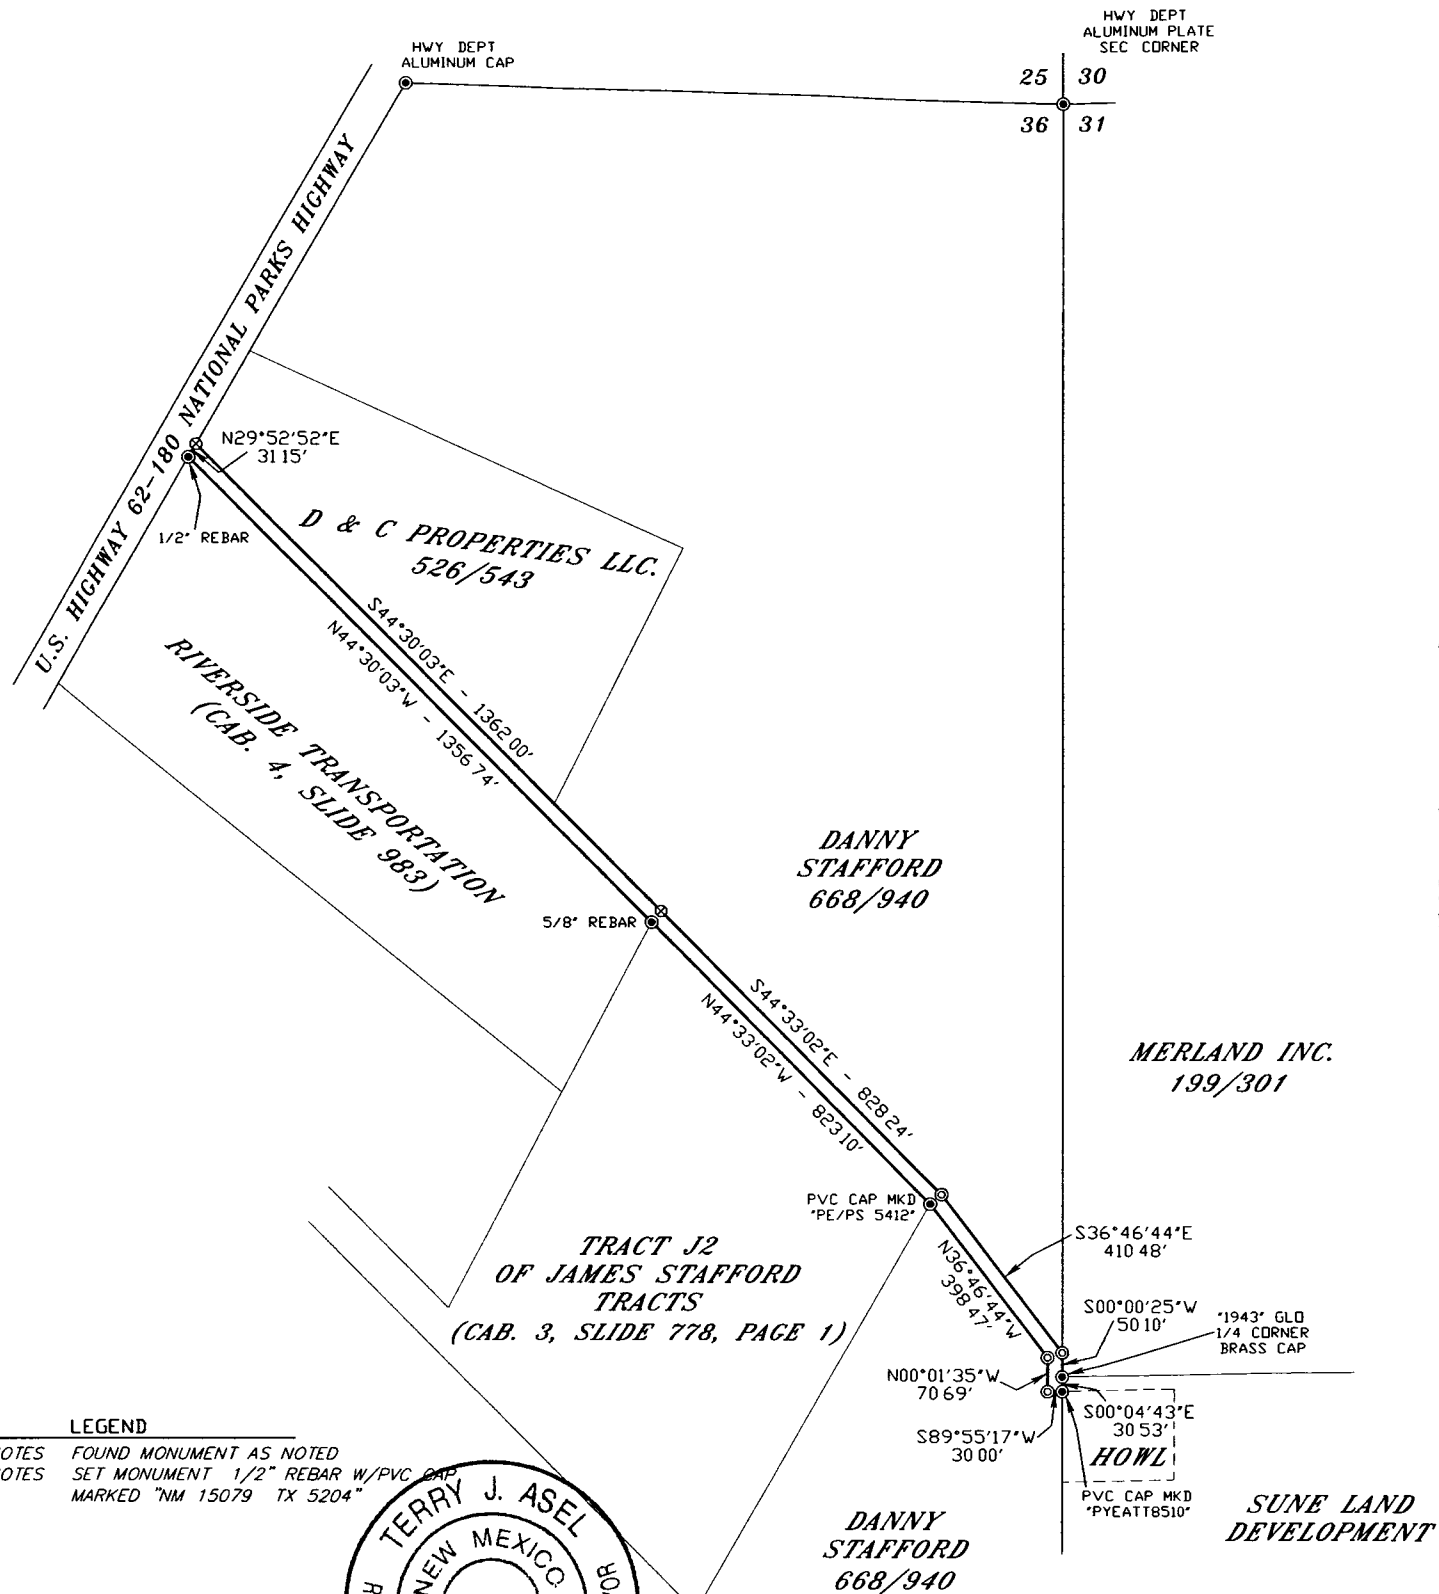 HWY DEPT
ALUMINUM PLATE
SEC CORNER
HWY DEPT
ALUMINUM CAP
25 30
36 31
U.S. HIGHWAY 62-180 NATIONAL PARKS HIGHWAY
N29°52'52"E
31 15'
1/2" REBAR
D & C PROPERTIES LLC.
526/543
S44°30'03"E - 1362 00'
N44°30'03"W - 1356 74'
RIVERSIDE TRANSPORTATION
(CAB. 4, SLIDE 983)
DANNY
STAFFORD
668/940
5/8" REBAR
S44°33'02"E - 828 24'
N44°33'02"W - 823 10'
MERLAND INC.
199/301
PVC CAP MKD
"PE/PS 5412"
S36°46'44"E
410 48'
N36°46'44"W
398 47'
TRACT J2
OF JAMES STAFFORD
TRACTS
(CAB. 3, SLIDE 778, PAGE 1)
S00°00'25"W
50 10'
"1943" GLO
1/4 CORNER
BRASS CAP
N00°01'35"W
70 69'
S00°04'43"E
30 53'
S89°55'17"W
30 00'
HOWL
PVC CAP MKD
"PYEATT8510"
SUNE LAND
DEVELOPMENT
DANNY
STAFFORD
668/940
LEGEND
OTES FOUND MONUMENT AS NOTED
OTES SET MONUMENT 1/2" REBAR W/PVC CAP
MARKED "NM 15079 TX 5204"
TERRY J. ASEL
NEW MEXICO